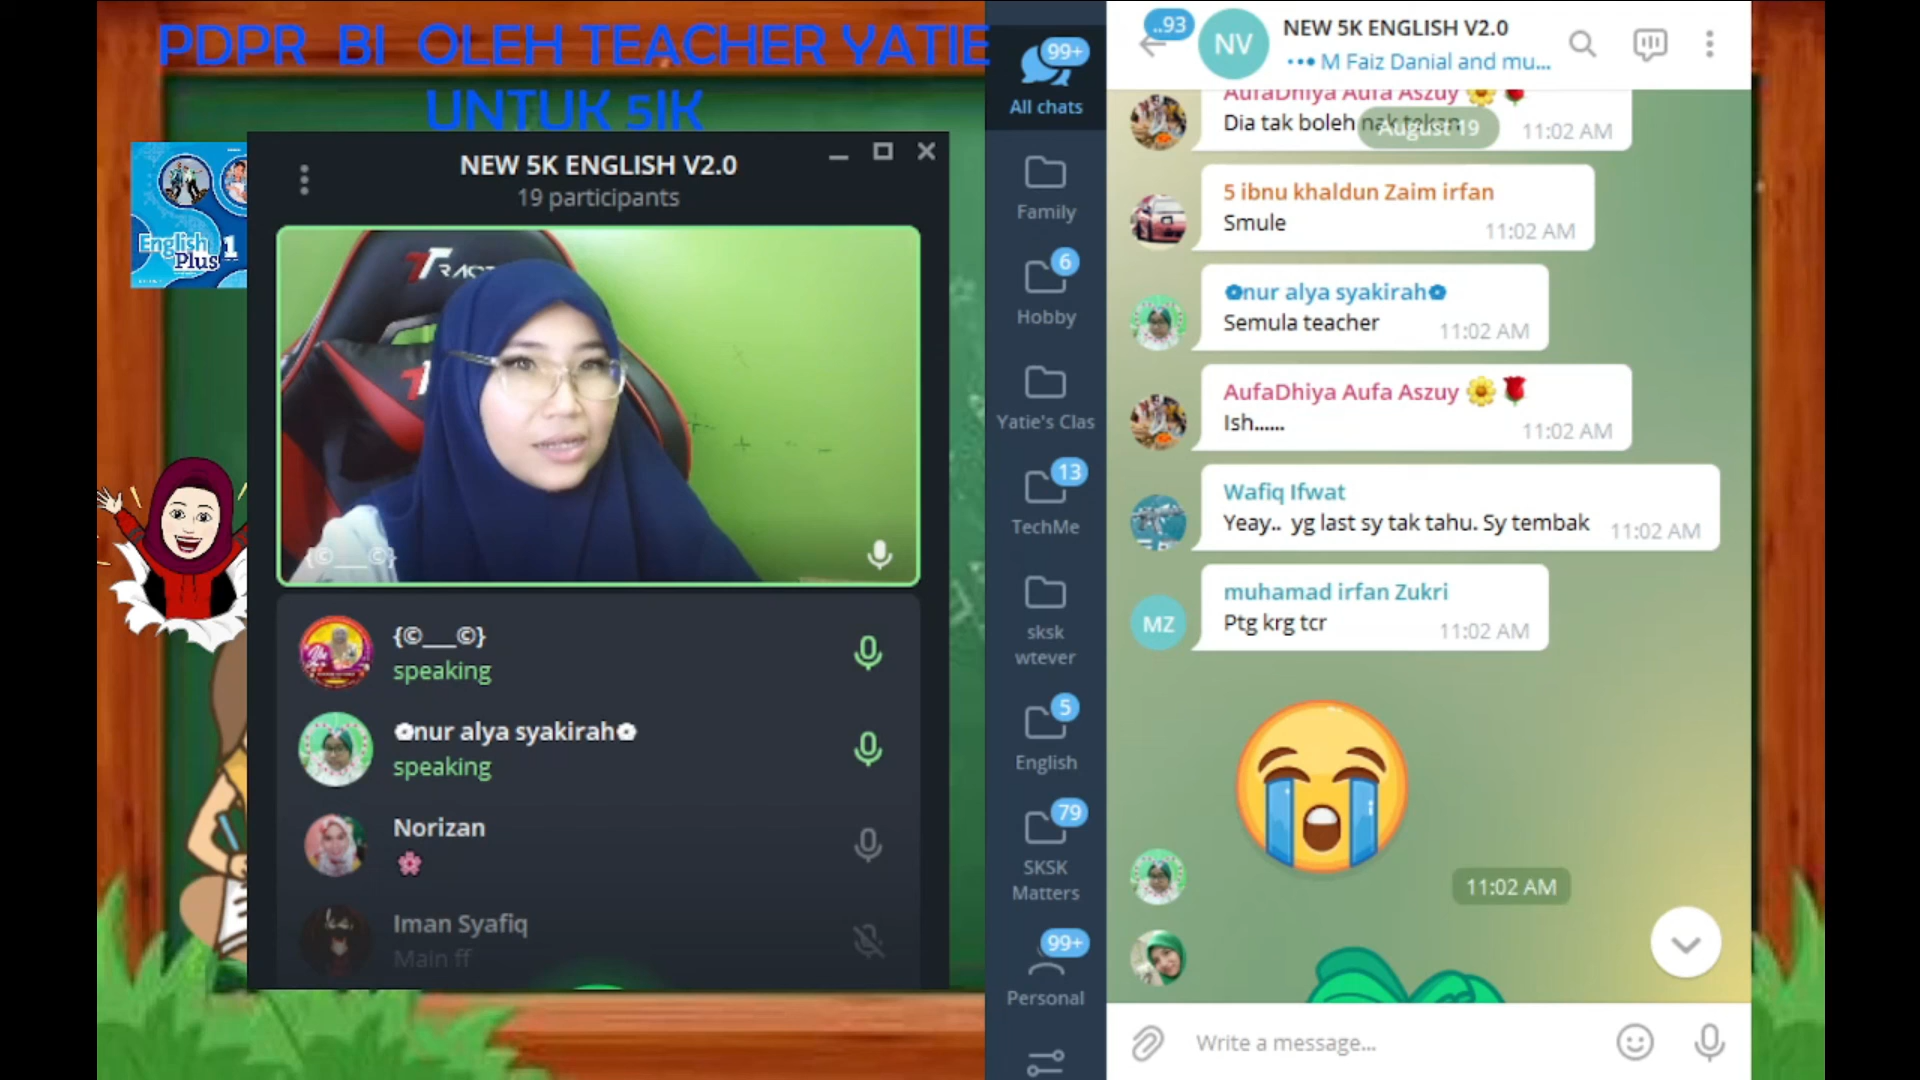 PDPR BI OLEH TEACHER YATIE
UNTUK 5IK
English
Plus 1
NEW 5K ENGLISH V2.0
19 participants
{©___©}
{©___©}
speaking
nur alya syakirah
speaking
Norizan
Iman Syafiq
Main ff
99+
All chats
Family
6
Hobby
Yatie's Clas
13
TechMe
sksk
wtever
5
English
79
SKSK
Matters
99+
Personal
..93
NV
NEW 5K ENGLISH V2.0
M Faiz Danial and mu...
August 19
AufaDhiya Aufa Aszuy 🌼🌹
Dia tak boleh nak tekan
11:02 AM
5 ibnu khaldun Zaim irfan
Smule
11:02 AM
nur alya syakirah
Semula teacher
11:02 AM
AufaDhiya Aufa Aszuy 🌼🌹
Ish......
11:02 AM
Wafiq Ifwat
Yeay.. yg last sy tak tahu. Sy tembak
11:02 AM
MZ
muhamad irfan Zukri
Ptg krg tcr
11:02 AM
11:02 AM
Write a message...